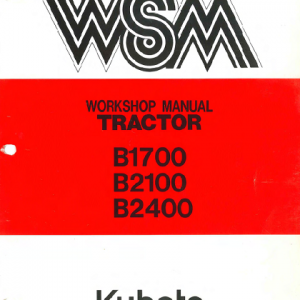 WSM
WORKSHOP MANUAL
TRACTOR
B1700
B2100
B2400
Kubota